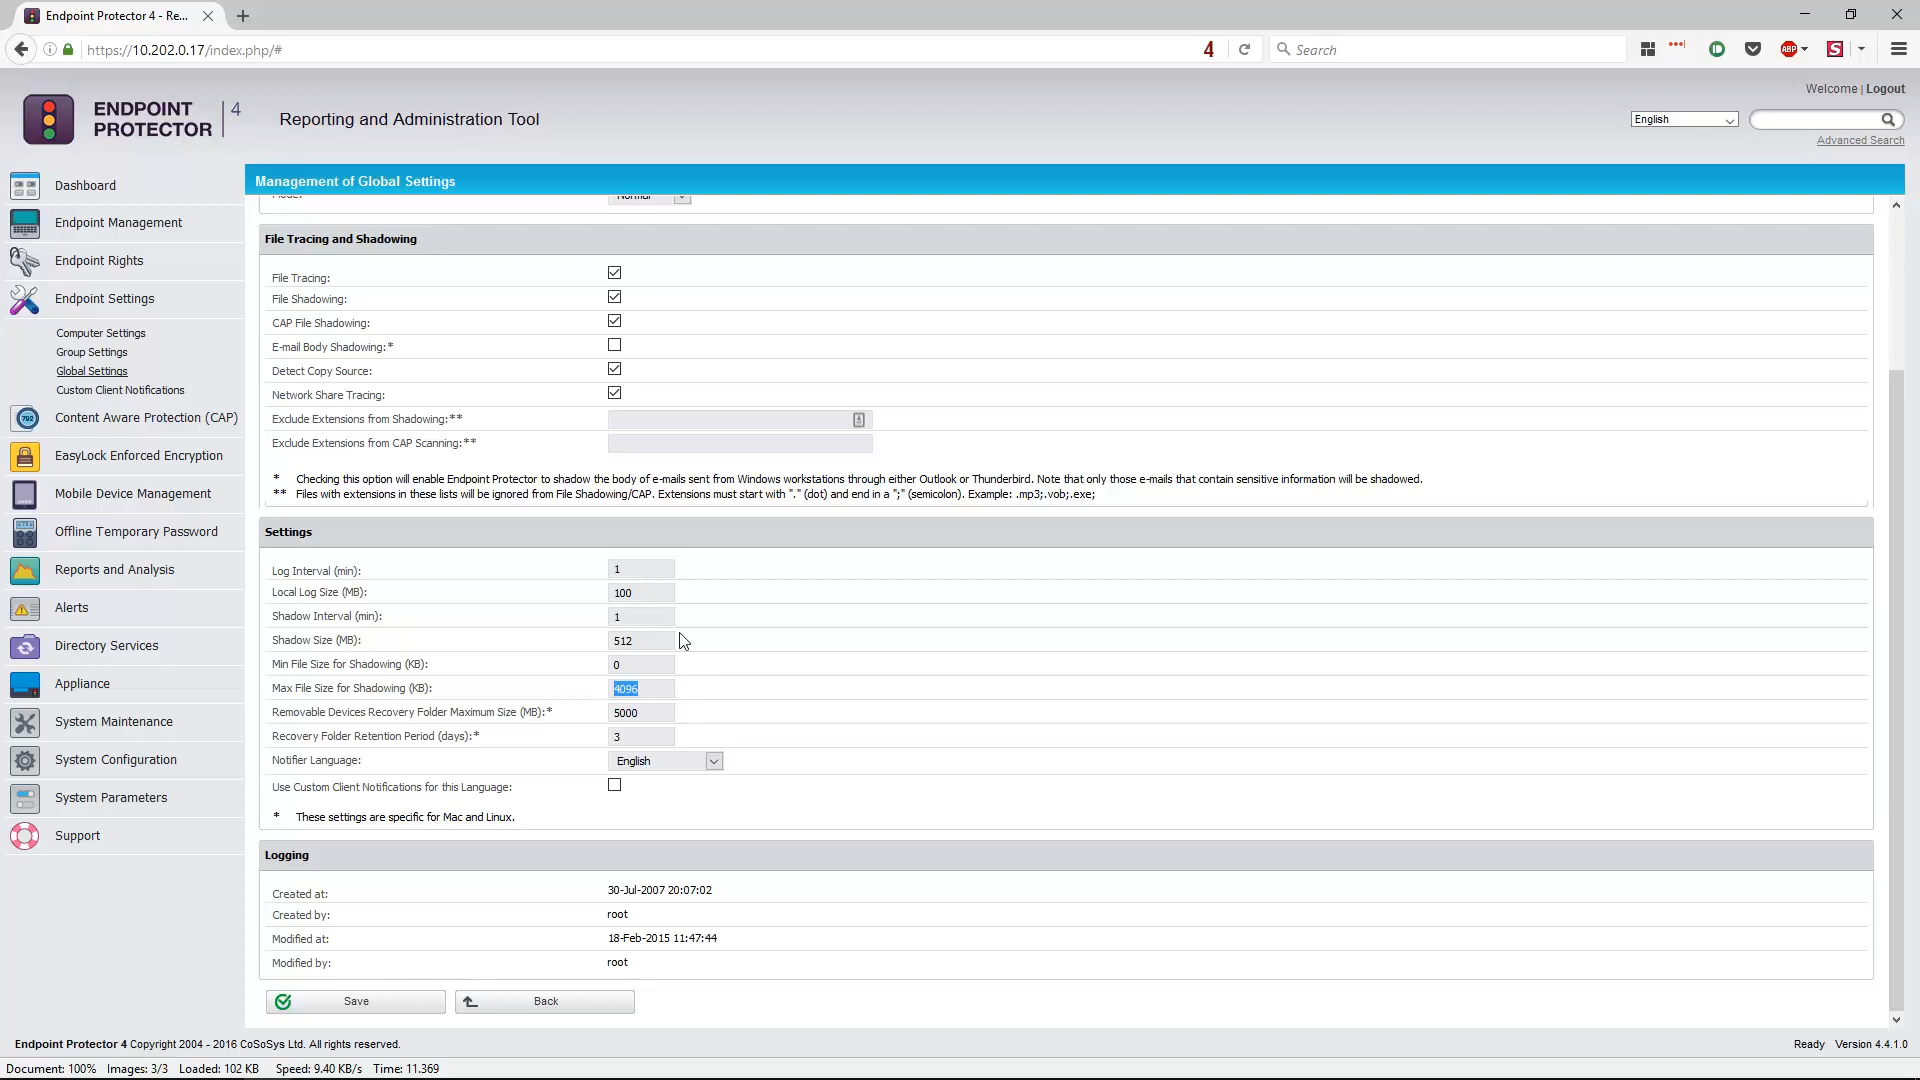 Endpoint Protector 4 - Re...
https://10.202.0.17/index.php/#
4
Search
ABP
S
Welcome | Logout
ENDPOINT
PROTECTOR
4
Reporting and Administration Tool
English
Advanced Search
Dashboard
Endpoint Management
Endpoint Rights
Endpoint Settings
Computer Settings
Group Settings
Global Settings
Custom Client Notifications
Content Aware Protection (CAP)
EasyLock Enforced Encryption
Mobile Device Management
Offline Temporary Password
Reports and Analysis
Alerts
Directory Services
Appliance
System Maintenance
System Configuration
System Parameters
Support
Management of Global Settings
File Tracing and Shadowing
File Tracing:
File Shadowing:
CAP File Shadowing:
E-mail Body Shadowing:*
Detect Copy Source:
Network Share Tracing:
Exclude Extensions from Shadowing:**
Exclude Extensions from CAP Scanning:**
* Checking this option will enable Endpoint Protector to shadow the body of e-mails sent from Windows workstations through either Outlook or Thunderbird. Note that only those e-mails that contain sensitive information will be shadowed.
** Files with extensions in these lists will be ignored from File Shadowing/CAP. Extensions must start with "." (dot) and end in a ";" (semicolon). Example: .mp3;.vob;.exe;
Settings
Log Interval (min): 1
Local Log Size (MB): 100
Shadow Interval (min): 1
Shadow Size (MB): 512
Min File Size for Shadowing (KB): 0
Max File Size for Shadowing (KB): 4096
Removable Devices Recovery Folder Maximum Size (MB):* 5000
Recovery Folder Retention Period (days):* 3
Notifier Language: English
Use Custom Client Notifications for this Language:
* These settings are specific for Mac and Linux.
Logging
Created at: 30-Jul-2007 20:07:02
Created by: root
Modified at: 18-Feb-2015 11:47:44
Modified by: root
Save
Back
Endpoint Protector 4 Copyright 2004 - 2016 CoSoSys Ltd. All rights reserved.
Ready Version 4.4.1.0
Document: 100% Images: 3/3 Loaded: 102 KB Speed: 9.40 KB/s Time: 11.369